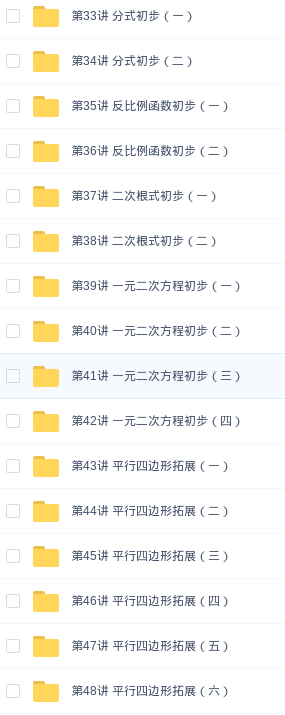 第33讲 分式初步（一）
第34讲 分式初步（二）
第35讲 反比例函数初步（一）
第36讲 反比例函数初步（二）
第37讲 二次根式初步（一）
第38讲 二次根式初步（二）
第39讲 一元二次方程初步（一）
第40讲 一元二次方程初步（二）
第41讲 一元二次方程初步（三）
第42讲 一元二次方程初步（四）
第43讲 平行四边形拓展（一）
第44讲 平行四边形拓展（二）
第45讲 平行四边形拓展（三）
第46讲 平行四边形拓展（四）
第47讲 平行四边形拓展（五）
第48讲 平行四边形拓展（六）